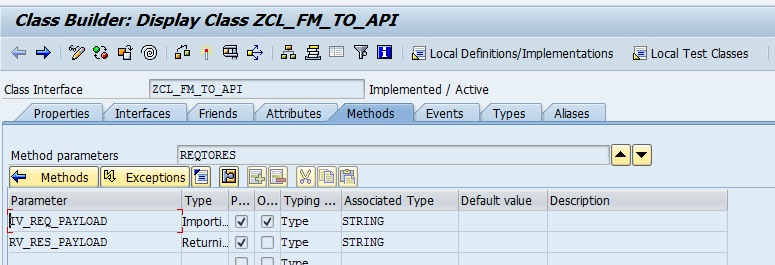 Class Builder: Display Class ZCL_FM_TO_API
Local Definitions/Implementations Local Test Classes
Class Interface ZCL_FM_TO_API Implemented / Active
Properties Interfaces Friends Attributes Methods Events Types Aliases
Method parameters REQTORES
Methods Exceptions
Parameter Type P... O... Typing ... Associated Type Default value Description
IV_REQ_PAYLOAD Importi... Type STRING
RV_RES_PAYLOAD Returni... Type STRING
Type